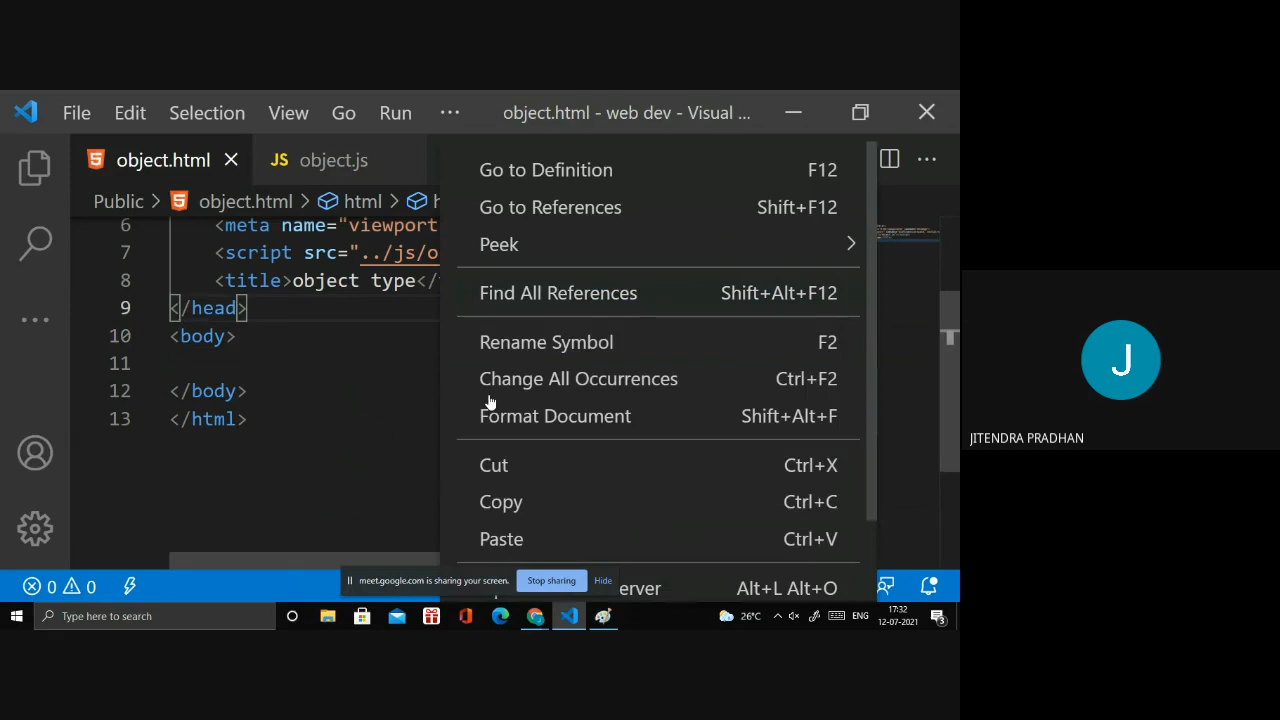 File Edit Selection View Go Run ··· object.html - web dev - Visual ...
object.html JS object.js
Public > object.html > html >
6 <meta name="viewport
7 <script src="../js/o
8 <title>object type</
9 </head>
10 <body>
11
12 </body>
13 </html>
Go to Definition F12
Go to References Shift+F12
Peek
Find All References Shift+Alt+F12
Rename Symbol F2
Change All Occurrences Ctrl+F2
Format Document Shift+Alt+F
Cut Ctrl+X
Copy Ctrl+C
Paste Ctrl+V
erver Alt+L Alt+O
0 0
meet.google.com is sharing your screen. Stop sharing Hide
Type here to search
26°C ENG
17:32
12-07-2021
3
J
JITENDRA PRADHAN